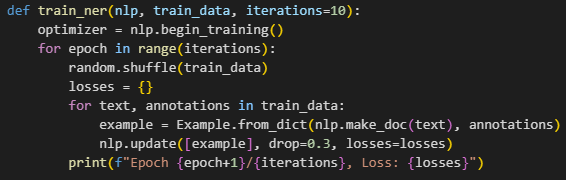 def train_ner(nlp, train_data, iterations=10):
    optimizer = nlp.begin_training()
    for epoch in range(iterations):
        random.shuffle(train_data)
        losses = {}
        for text, annotations in train_data:
            example = Example.from_dict(nlp.make_doc(text), annotations)
            nlp.update([example], drop=0.3, losses=losses)
        print(f"Epoch {epoch+1}/{iterations}, Loss: {losses}")